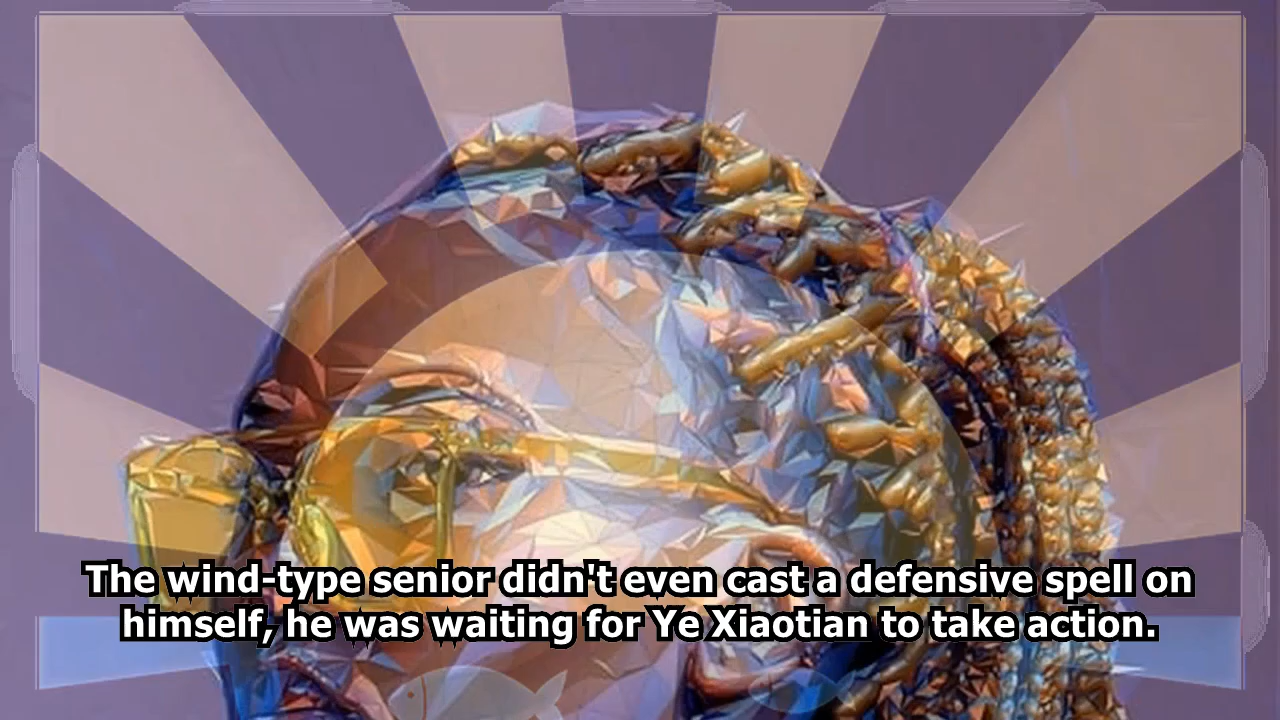 The wind-type senior didn't even cast a defensive spell on
himself, he was waiting for Ye Xiaotian to take action.